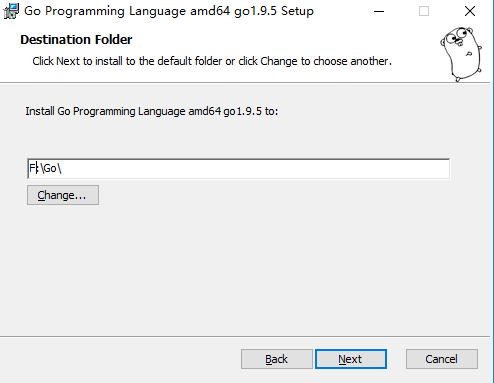 Go Programming Language amd64 go1.9.5 Setup
Destination Folder
Click Next to install to the default folder or click Change to choose another.
Install Go Programming Language amd64 go1.9.5 to:
F:\Go\
Change...
Back
Next
Cancel